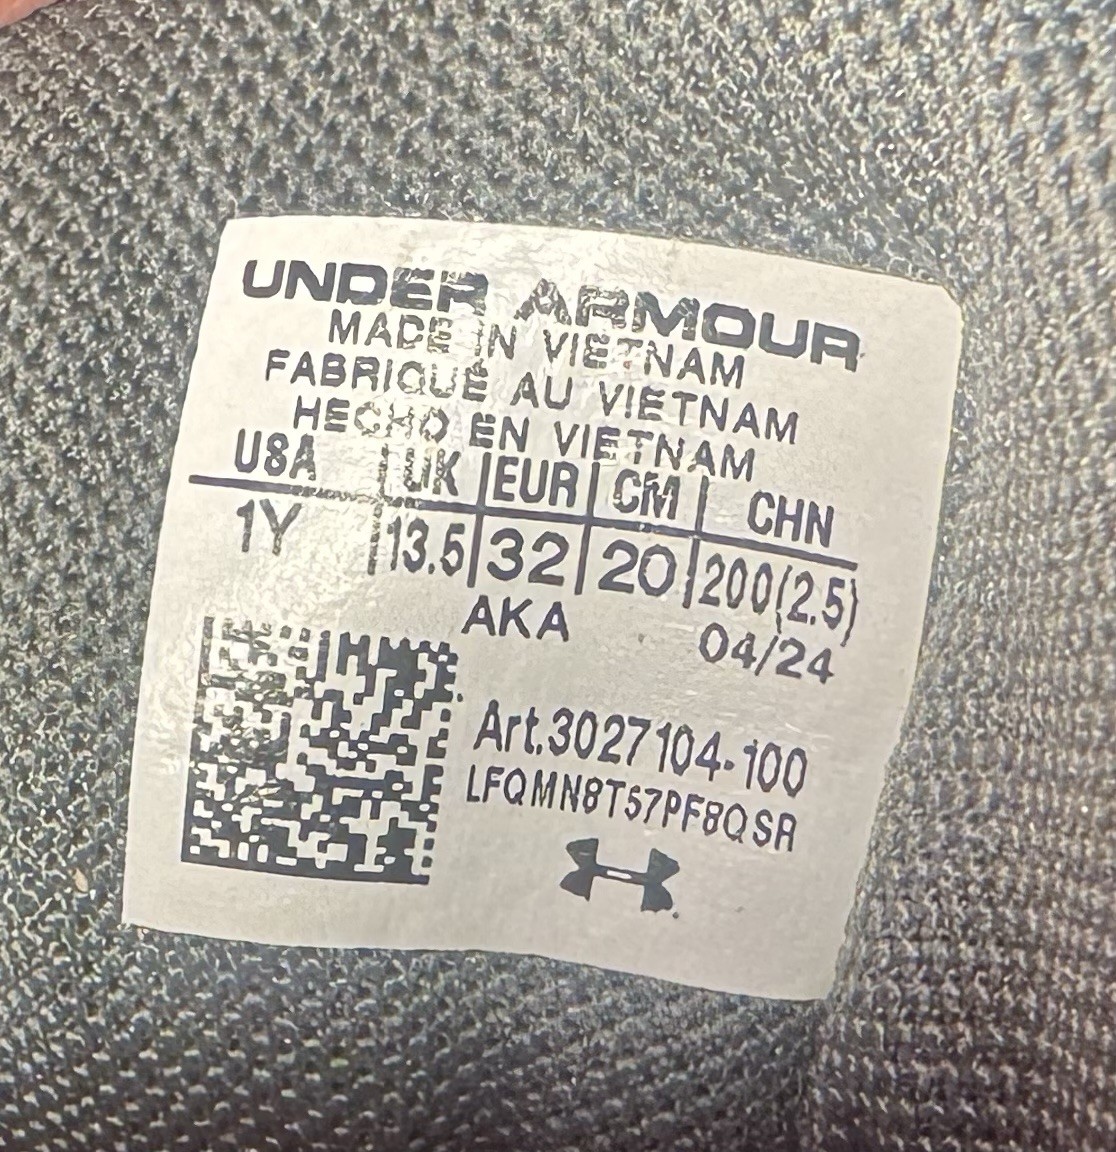 UNDER ARMOUR
MADE IN VIETNAM
FABRIQUÉ AU VIETNAM
HECHO EN VIETNAM
USA | UK | EUR | CM | CHN
1Y | 13.5 | 32 | 20 | 200(2.5)
AKA 04/24
Art.3027104-100
LFQMN8T57PF8QSR